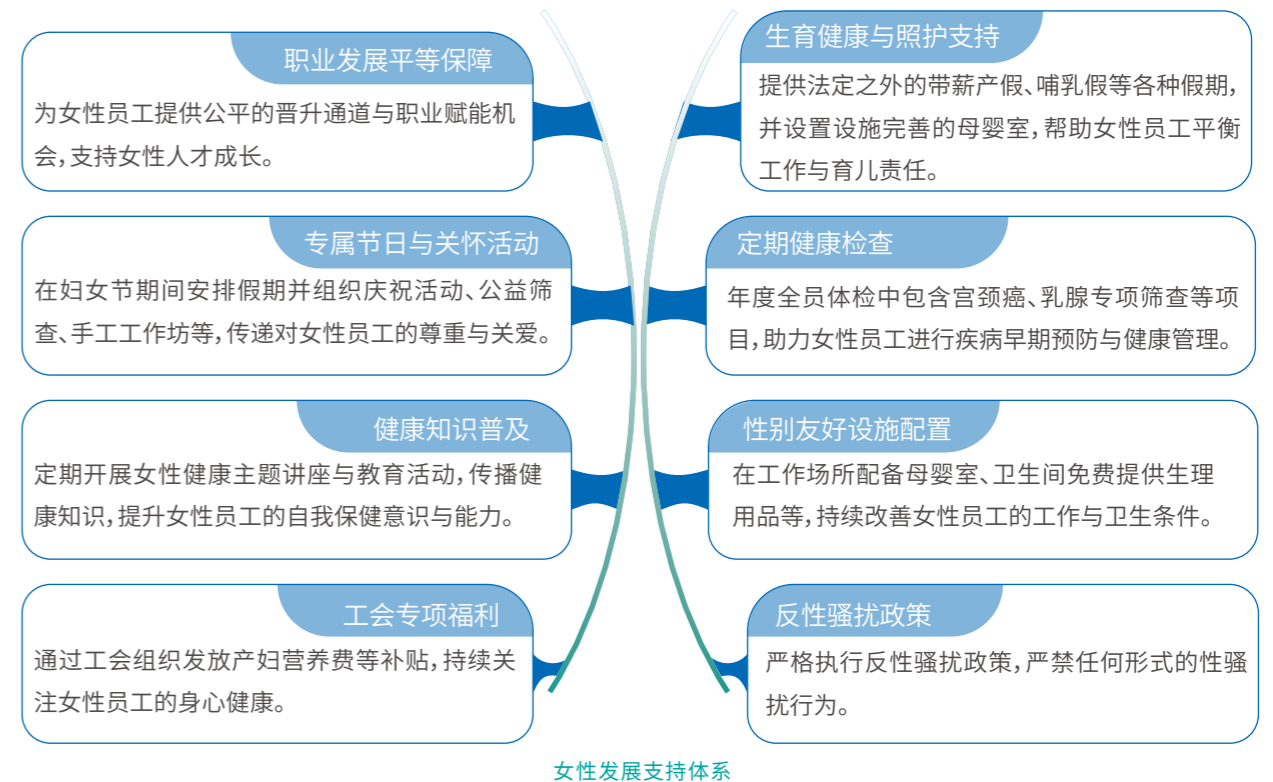 职业发展平等保障
为女性员工提供公平的晋升通道与职业赋能机
会，支持女性人才成长。
生育健康与照护支持
提供法定之外的带薪产假、哺乳假等各种假期，
并设置设施完善的母婴室，帮助女性员工平衡
工作与育儿责任。
专属节日与关怀活动
在妇女节期间安排假期并组织庆祝活动、公益筛
查、手工工作坊等，传递对女性员工的尊重与关爱。
定期健康检查
年度全员体检中包含宫颈癌、乳腺专项筛查等项
目，助力女性员工进行疾病早期预防与健康管理。
健康知识普及
定期开展女性健康主题讲座与教育活动，传播健
康知识，提升女性员工的自我保健意识与能力。
性别友好设施配置
在工作场所配备母婴室、卫生间免费提供生理
用品等，持续改善女性员工的工作与卫生条件。
工会专项福利
通过工会组织发放产妇营养费等补贴，持续关
注女性员工的身心健康。
反性骚扰政策
严格执行反性骚扰政策，严禁任何形式的性骚
扰行为。
女性发展支持体系